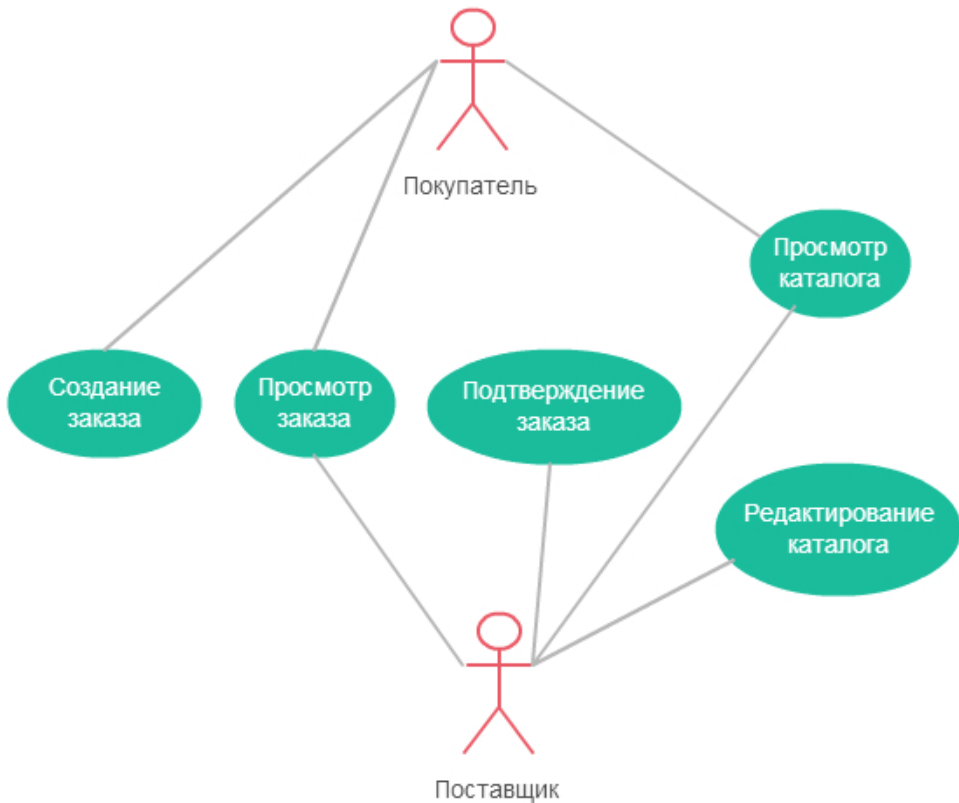 Покупатель
Просмотр
каталога
Создание
заказа
Просмотр
заказа
Подтверждение
заказа
Редактирование
каталога
Поставщик